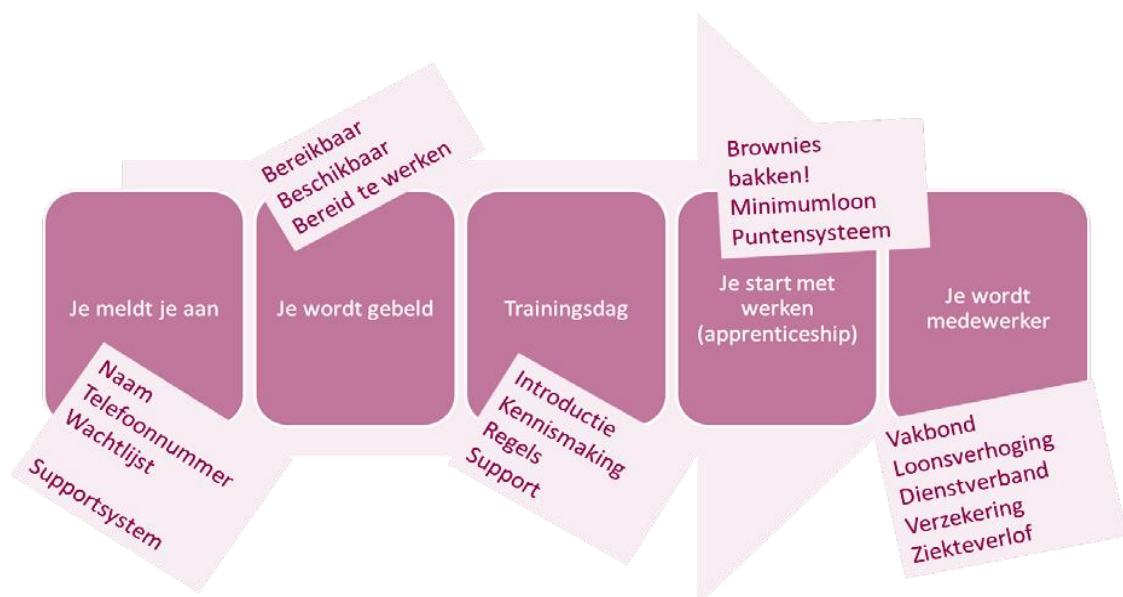 Je meldt je aan
Naam
Telefoonnummer
Wachtlijst
Supportsystem
Bereikbaar
Beschikbaar
Bereid te werken
Je wordt gebeld
Trainingsdag
Introductie
Kennismaking
Regels
Support
Brownies
bakken!
Minimumloon
Puntensysteem
Je start met
werken
(apprenticeship)
Je wordt
medewerker
Vakbond
Loonsverhoging
Dienstverband
Verzekering
Ziekteverlof